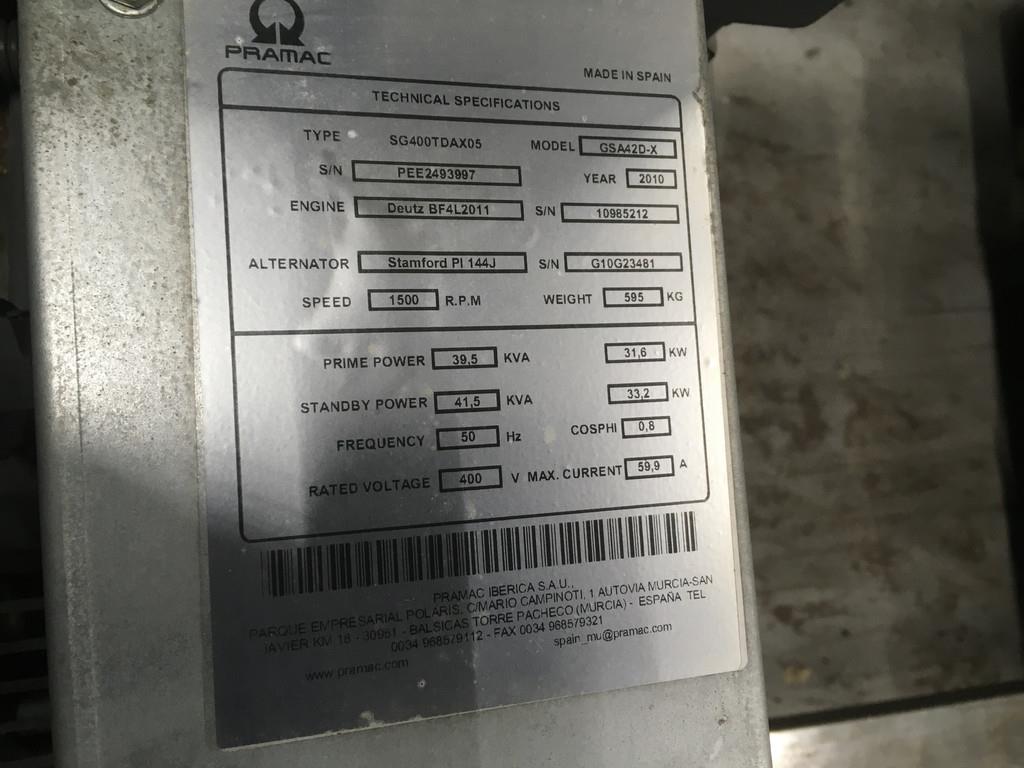 PRAMAC
MADE IN SPAIN
TECHNICAL SPECIFICATIONS
TYPE SG400TDAX05 MODEL GSA42D-X
S/N PEE2493997 YEAR 2010
ENGINE Deutz BF4L2011 S/N 10985212
ALTERNATOR Stamford PI 144J S/N G10G23481
SPEED 1500 R.P.M WEIGHT 595 KG
PRIME POWER 39,5 KVA 31,6 KW
STANDBY POWER 41,5 KVA 33,2 KW
FREQUENCY 50 Hz COSPHI 0,8
RATED VOLTAGE 400 V MAX. CURRENT 59,9 A
PRAMAC IBERICA S.A.U.,
PARQUE EMPRESARIAL POLARIS, C/MARIO CAMPINOTI, 1 AUTOVIA MURCIA-SAN
JAVIER KM 18 - 30591 - BALSICAS TORRE PACHECO (MURCIA) - ESPAÑA TEL
0034 968579112 - FAX 0034 968579321
spain_mu@pramac.com
www.pramac.com